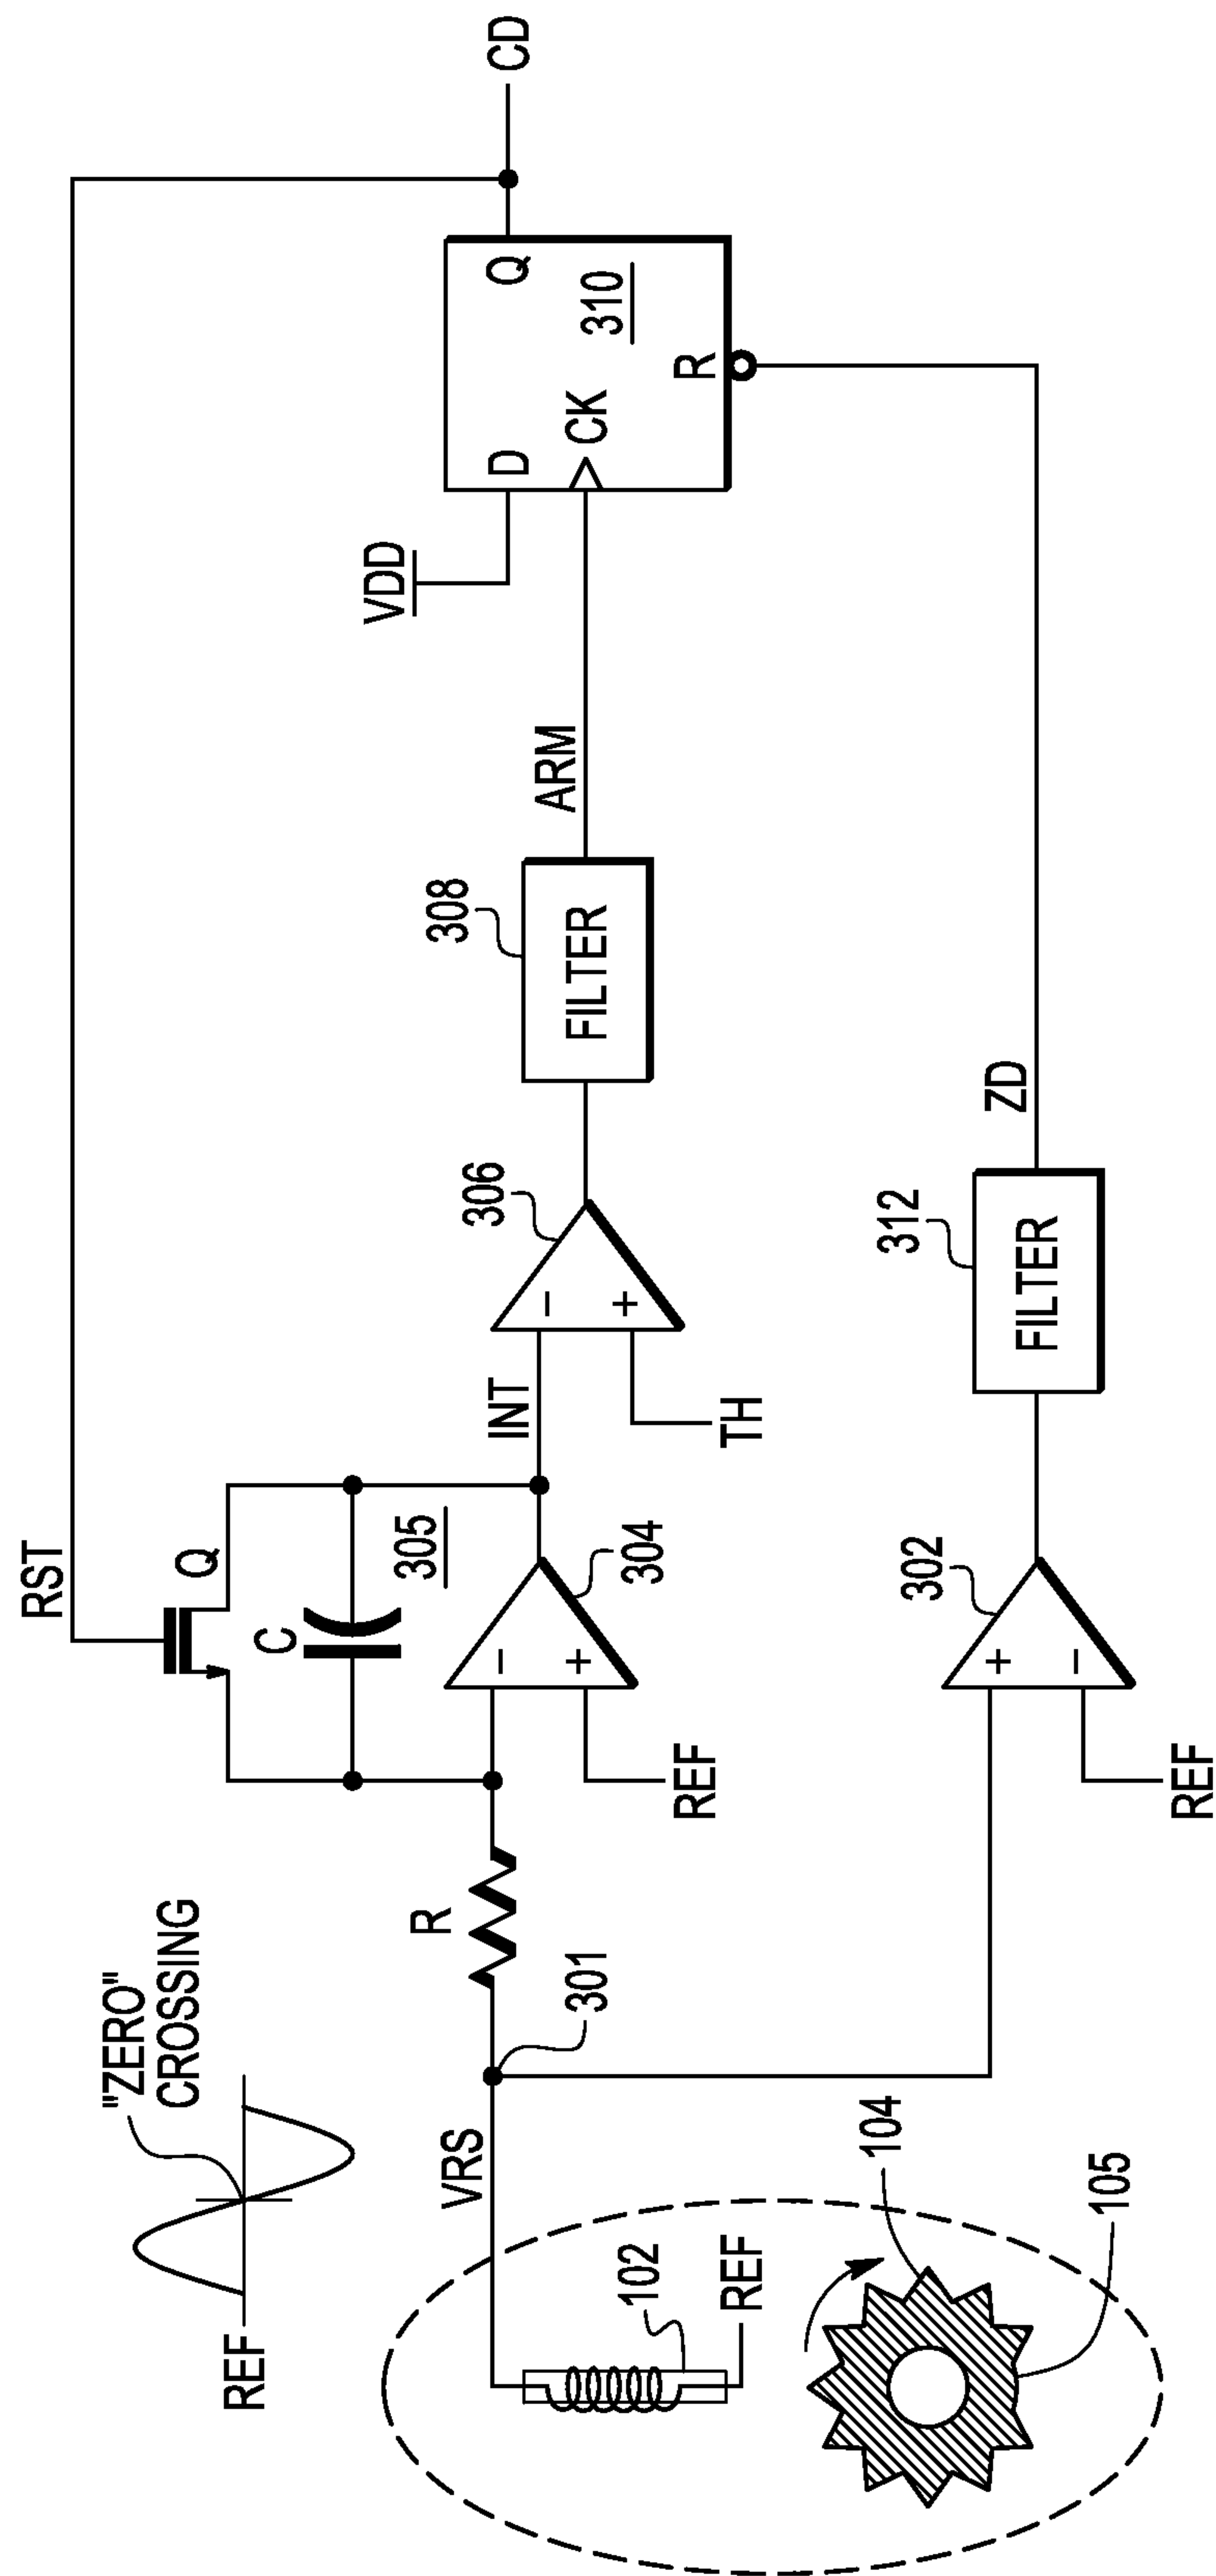 "ZERO"
CROSSING
REF
RST
Q
C
305
R
VRS
301
304
REF
INT
TH
306
308
FILTER
ARM
VDD
D
Q
CK
R
310
CD
102
REF
104
105
302
+
−
REF
312
FILTER
ZD
−
+
−
+